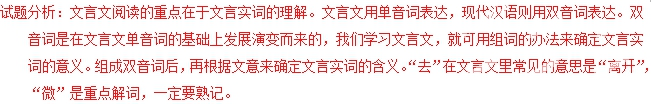 试题分析：文言文阅读的重点在于文言实词的理解。文言文用单音词表达，现代汉语则用双音词表达。双
音词是在文言文单音词的基础上发展演变而来的，我们学习文言文，就可用组词的办法来确定文言实
词的意义。组成双音词后，再根据文意来确定文言实词的含义。“去”在文言文里常见的意思是“离开”，
“微”是重点解词，一定要熟记。